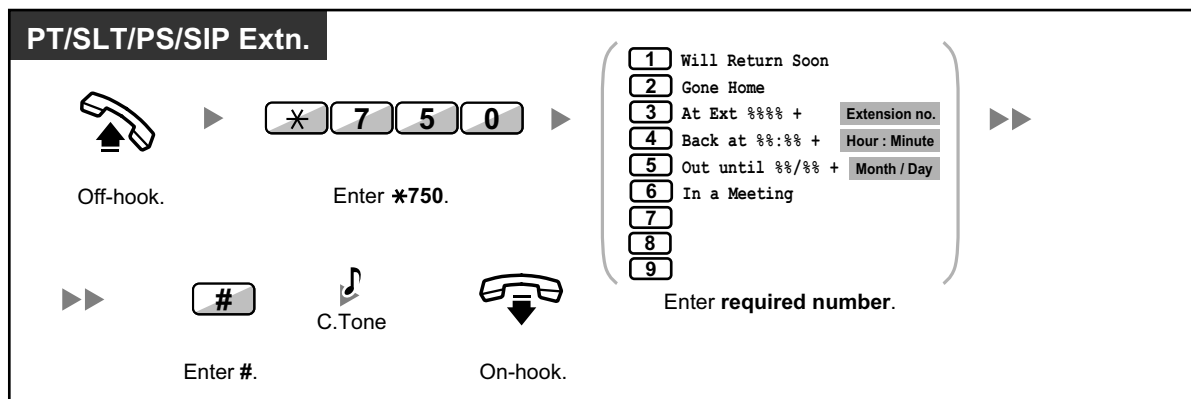 PT/SLT/PS/SIP Extn.
1 Will Return Soon
2 Gone Home
3 At Ext %%%% + Extension no.
4 Back at %%:%% + Hour : Minute
5 Out until %%/%% + Month / Day
6 In a Meeting
7
8
9
* 7 5 0
Off-hook.
Enter *750.
Enter required number.
#
C.Tone
Enter #.
On-hook.